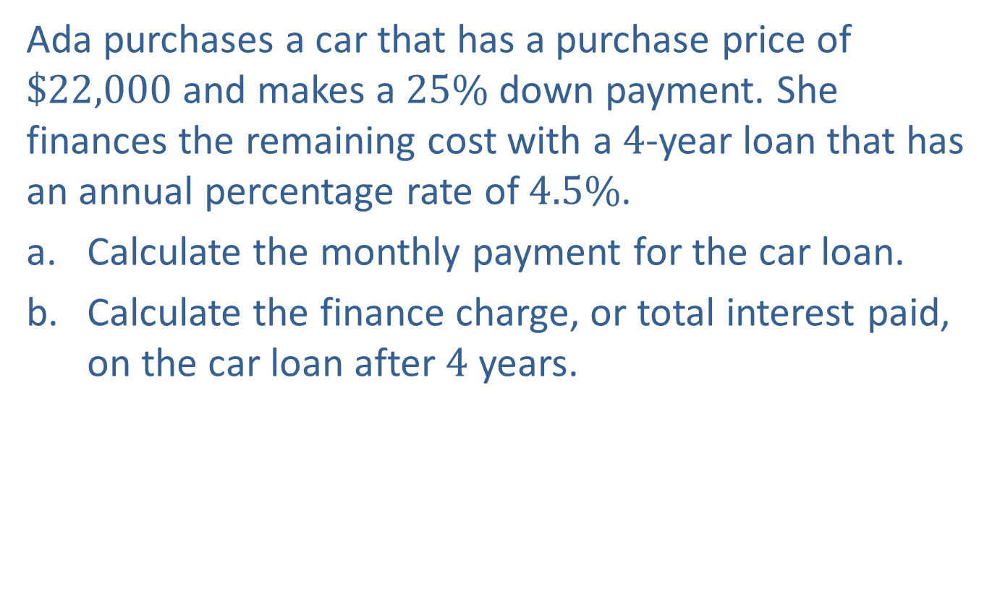 Ada purchases a car that has a purchase price of
$22,000 and makes a 25% down payment. She
finances the remaining cost with a 4-year loan that has
an annual percentage rate of 4.5%.
a. Calculate the monthly payment for the car loan.
b. Calculate the finance charge, or total interest paid,
on the car loan after 4 years.